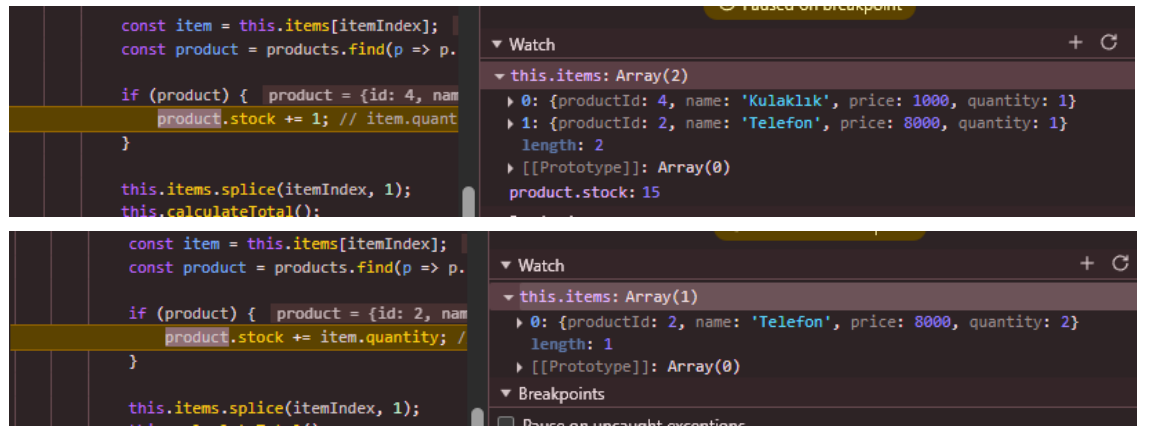 const item = this.items[itemIndex];
const product = products.find(p => p.
if (product) { product = {id: 4, nam
product.stock += 1; // item.quant
}
this.items.splice(itemIndex, 1);
this.calculateTotal();
Paused on breakpoint
Watch
this.items: Array(2)
0: {productId: 4, name: 'Kulaklık', price: 1000, quantity: 1}
1: {productId: 2, name: 'Telefon', price: 8000, quantity: 1}
length: 2
[[Prototype]]: Array(0)
product.stock: 15
const item = this.items[itemIndex];
const product = products.find(p => p.
if (product) { product = {id: 2, nam
product.stock += item.quantity; /
}
this.items.splice(itemIndex, 1);
Watch
this.items: Array(1)
0: {productId: 2, name: 'Telefon', price: 8000, quantity: 2}
length: 1
[[Prototype]]: Array(0)
Breakpoints
Pause on uncaught exceptions